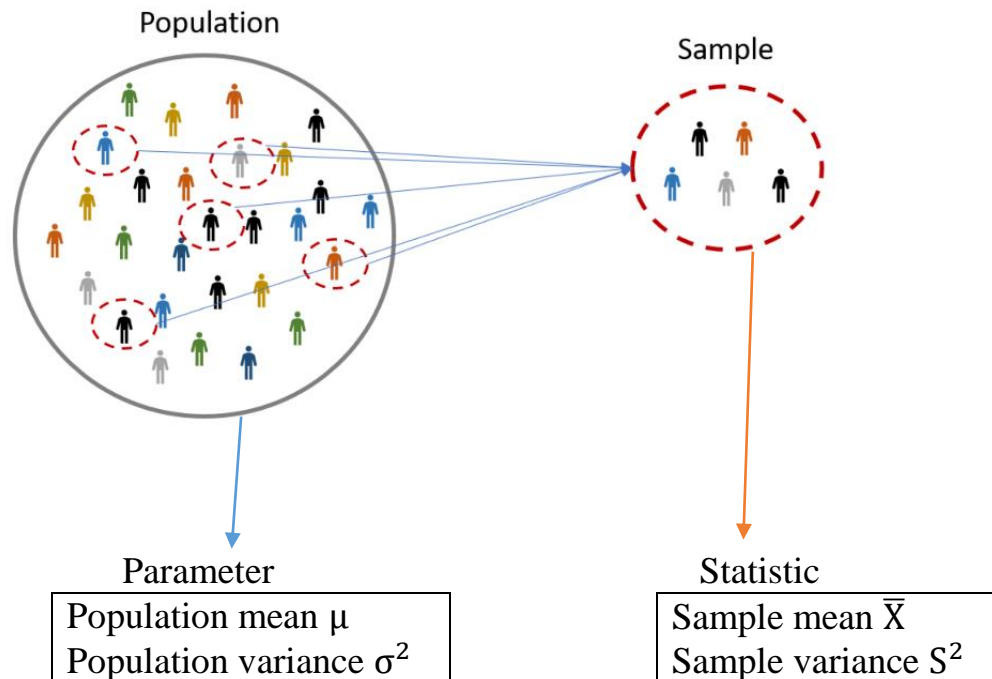 Population
Sample
Parameter
Population mean μ
Population variance σ²
Statistic
Sample mean X̅
Sample variance S²